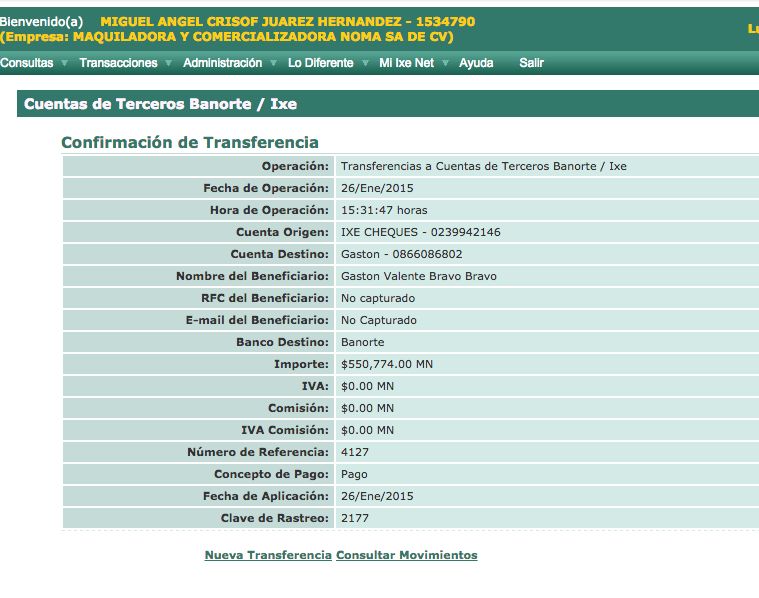 Bienvenido(a) MIGUEL ANGEL CRISOF JUAREZ HERNANDEZ - 1534790
(Empresa: MAQUILADORA Y COMERCIALIZADORA NOMA SA DE CV)
Lu
Consultas Transacciones Administración Lo Diferente Mi Ixe Net Ayuda Salir
Cuentas de Terceros Banorte / Ixe
Confirmación de Transferencia
Operación: Transferencias a Cuentas de Terceros Banorte / Ixe
Fecha de Operación: 26/Ene/2015
Hora de Operación: 15:31:47 horas
Cuenta Origen: IXE CHEQUES - 0239942146
Cuenta Destino: Gaston - 0866086802
Nombre del Beneficiario: Gaston Valente Bravo Bravo
RFC del Beneficiario: No capturado
E-mail del Beneficiario: No Capturado
Banco Destino: Banorte
Importe: $550,774.00 MN
IVA: $0.00 MN
Comisión: $0.00 MN
IVA Comisión: $0.00 MN
Número de Referencia: 4127
Concepto de Pago: Pago
Fecha de Aplicación: 26/Ene/2015
Clave de Rastreo: 2177
Nueva Transferencia Consultar Movimientos